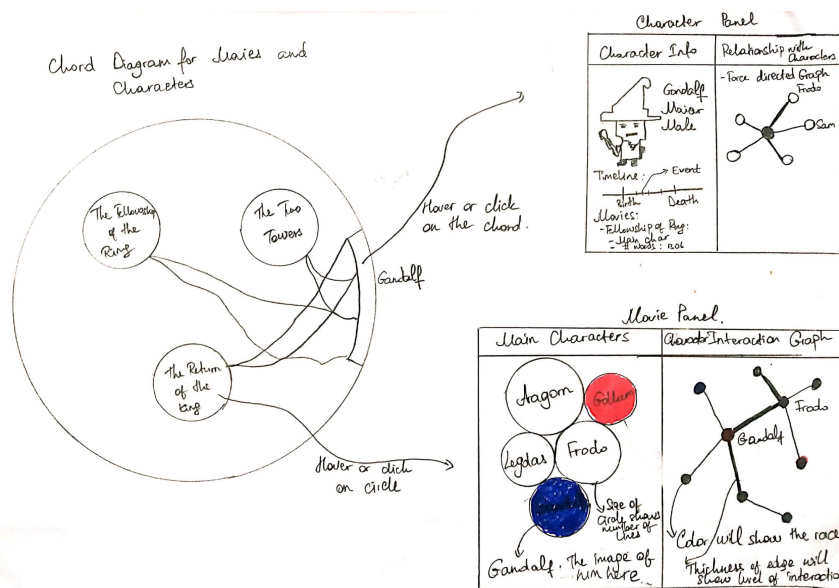 Chord Diagram for Movies and
Characters
The Fellowship
of the
Ring
The Two
Towers
The Return
of the
King
Gandalf
Hover or click
on the chord.
Hover or click
on circle
Character Panel
Character Info
Gandalf
Maiar
Male
Timeline:
Event
Birth
Death
Movies:
- Fellowship of Ring:
- Main char
- # words:
Relationship with
Characters
- Force directed Graph
Frodo
Sam
Movie Panel.
Main Characters
Aragorn
Gollum
Legolas
Frodo
Size of
Circle shows
number of
lines
Gandalf. The image of
him here.
Character Interaction Graph
Frodo
Gandalf
Color will show the race
Thickness of edge will
show level of interactio